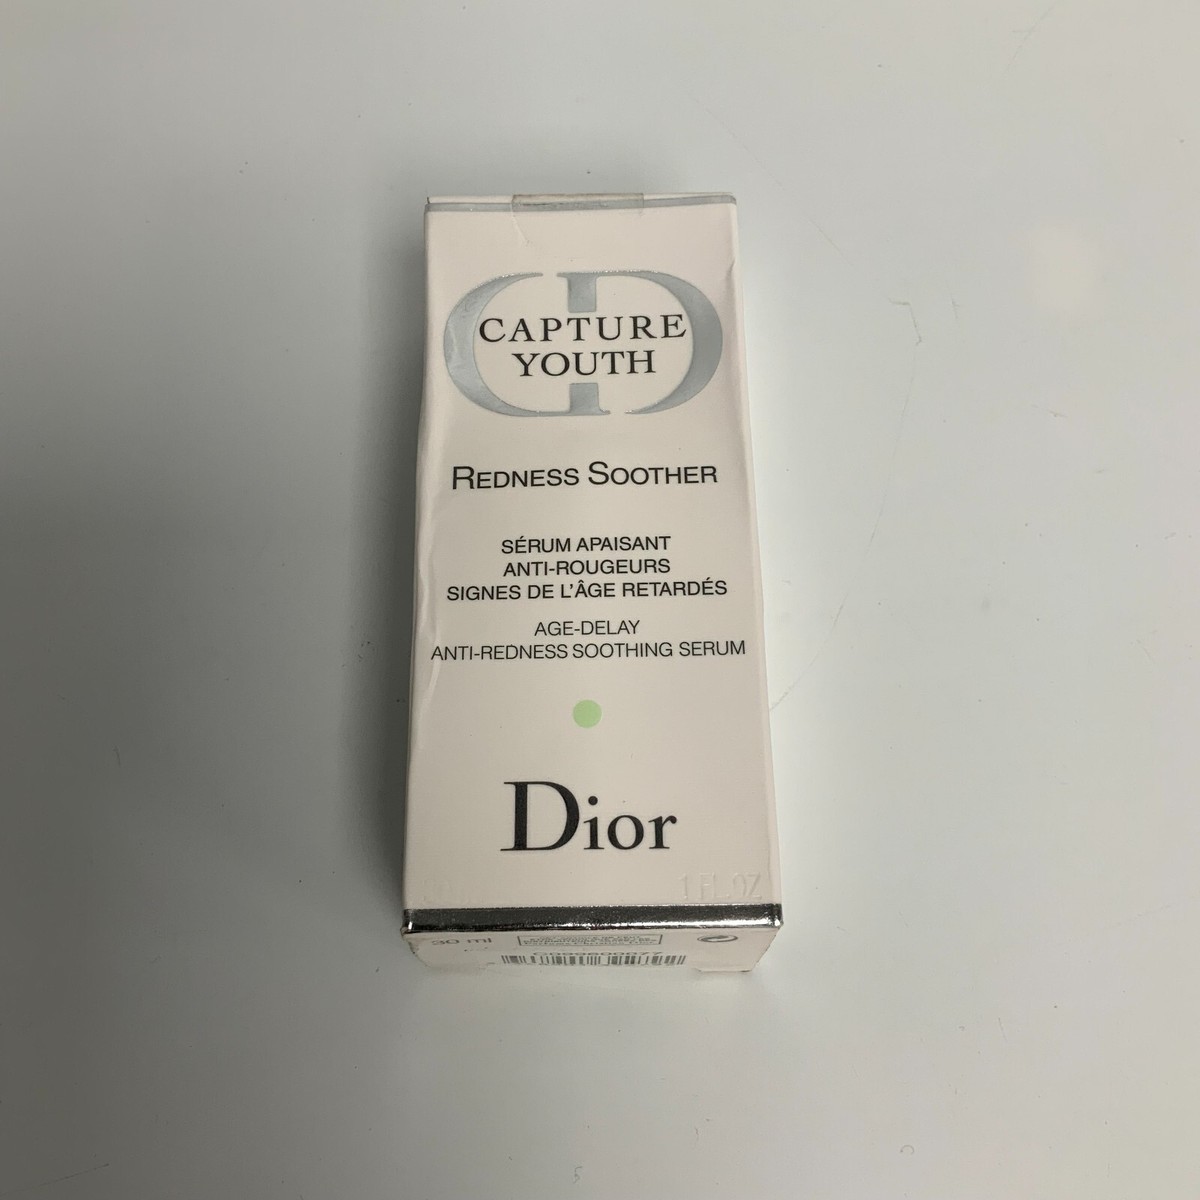 CAPTURE
YOUTH
REDNESS SOOTHER
SÉRUM APAISANT
ANTI-ROUGEURS
SIGNES DE L'ÂGE RETARDÉS
AGE-DELAY
ANTI-REDNESS SOOTHING SERUM
Dior
1 FL.OZ
30 ml